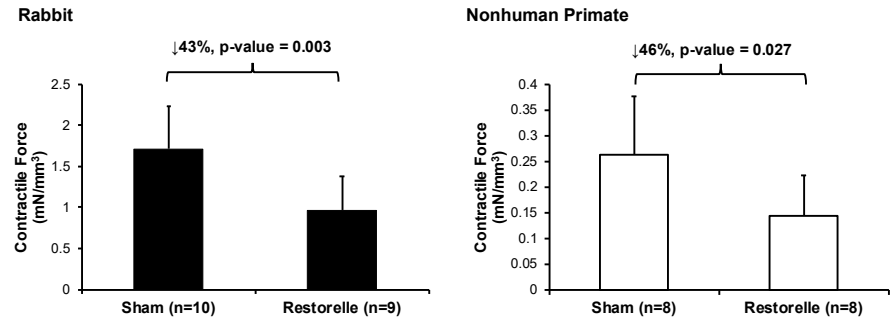 Rabbit
↓43%, p-value = 0.003
2.5
2
1.5
1
0.5
0
Contractile Force
(mN/mm³)
Sham (n=10)
Restorelle (n=9)
Nonhuman Primate
↓46%, p-value = 0.027
0.4
0.35
0.3
0.25
0.2
0.15
0.1
0.05
0
Contractile Force
(mN/mm³)
Sham (n=8)
Restorelle (n=8)